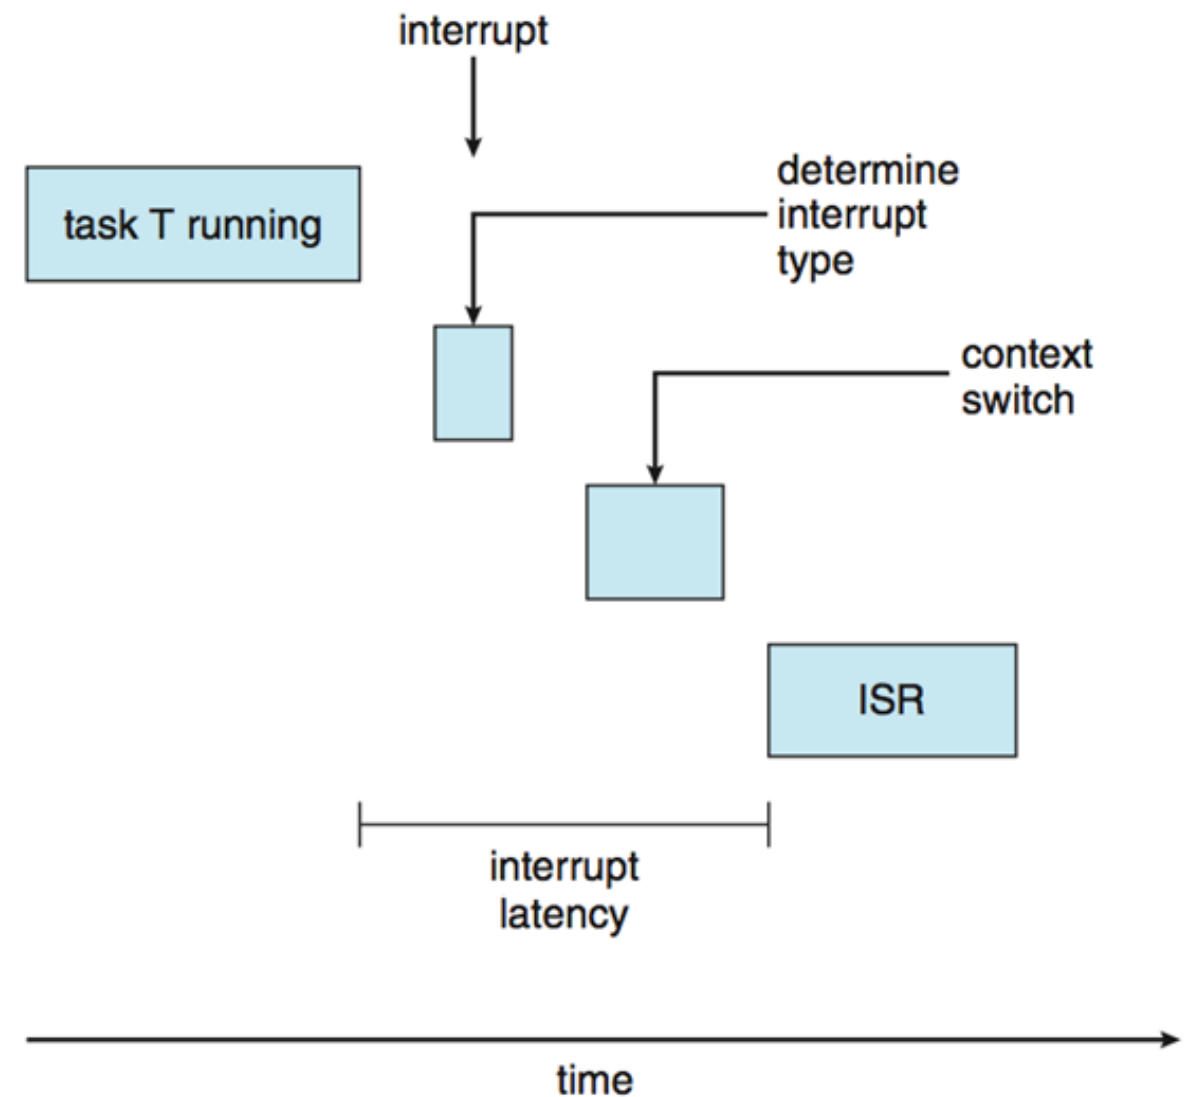 interrupt
task T running
determine
interrupt
type
context
switch
ISR
interrupt
latency
time